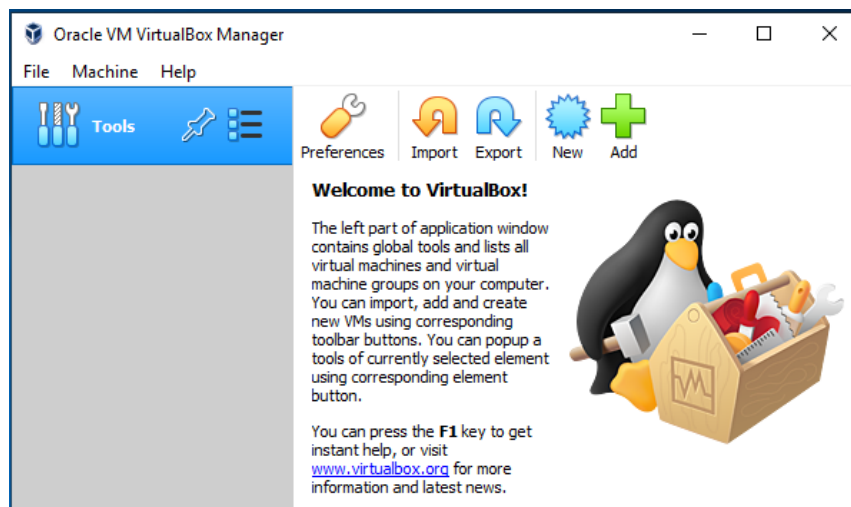 Oracle VM VirtualBox Manager
File Machine Help
Tools
Preferences Import Export New Add
Welcome to VirtualBox!
The left part of application window
contains global tools and lists all
virtual machines and virtual
machine groups on your computer.
You can import, add and create
new VMs using corresponding
toolbar buttons. You can popup a
tools of currently selected element
using corresponding element
button.
You can press the F1 key to get
instant help, or visit
www.virtualbox.org for more
information and latest news.